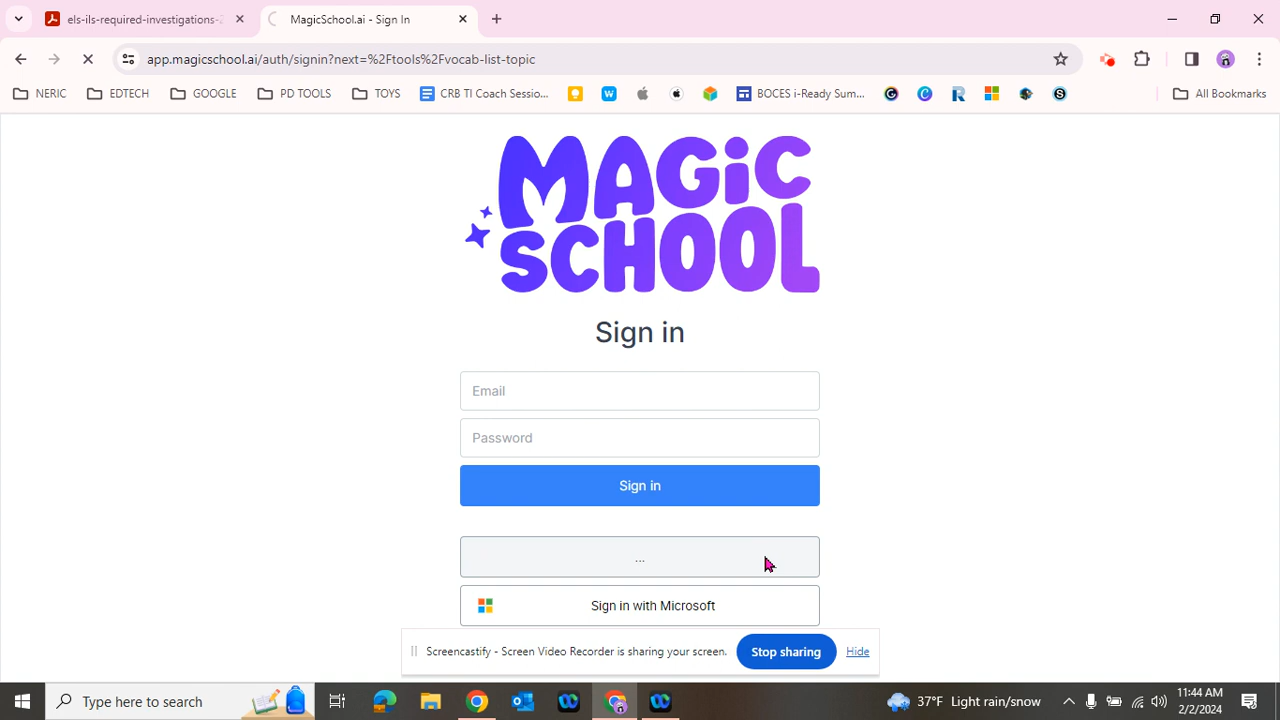 els-ils-required-investigations-
MagicSchool.ai - Sign In
app.magicschool.ai/auth/signin?next=%2Ftools%2Fvocab-list-topic
NERIC
EDTECH
GOOGLE
PD TOOLS
TOYS
CRB TI Coach Sessio...
BOCES i-Ready Sum...
All Bookmarks
MAGiC
SCHOOL
Sign in
Email
Password
Sign in
...
Sign in with Microsoft
Screencastify - Screen Video Recorder is sharing your screen.
Stop sharing
Hide
Type here to search
37°F Light rain/snow
11:44 AM
2/2/2024